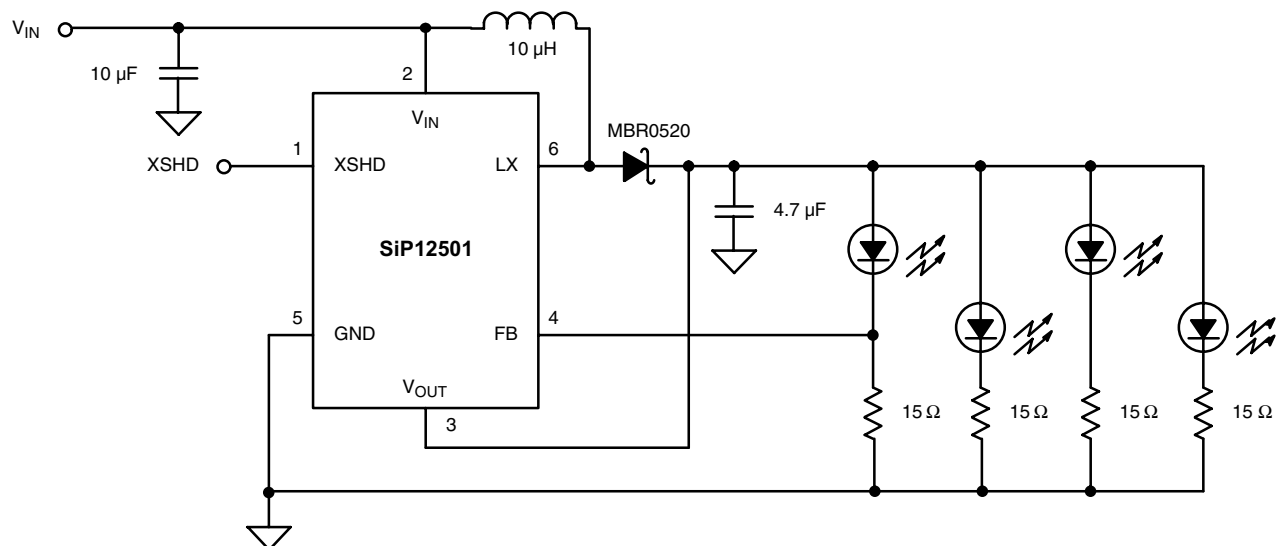 VIN
10 µH
10 µF
2
VIN
MBR0520
1
6
XSHD
XSHD
LX
4.7 µF
SiP12501
5
4
GND
FB
VOUT
3
15 Ω
15 Ω
15 Ω
15 Ω